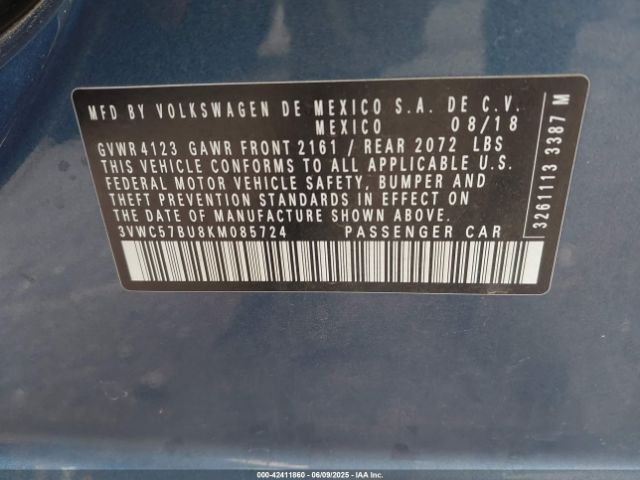 MFD BY VOLKSWAGEN DE MEXICO S.A. DE C.V.
MEXICO 08/18
GVWR 4123 GAWR FRONT 2161 / REAR 2072 LBS
THIS VEHICLE CONFORMS TO ALL APPLICABLE U.S.
FEDERAL MOTOR VEHICLE SAFETY, BUMPER AND
THEFT PREVENTION STANDARDS IN EFFECT ON
THE DATE OF MANUFACTURE SHOWN ABOVE.
3VWC57BU8KM085724 PASSENGER CAR
3261113 3387 M
000-42411860 - 06/09/2025 - IAA Inc.